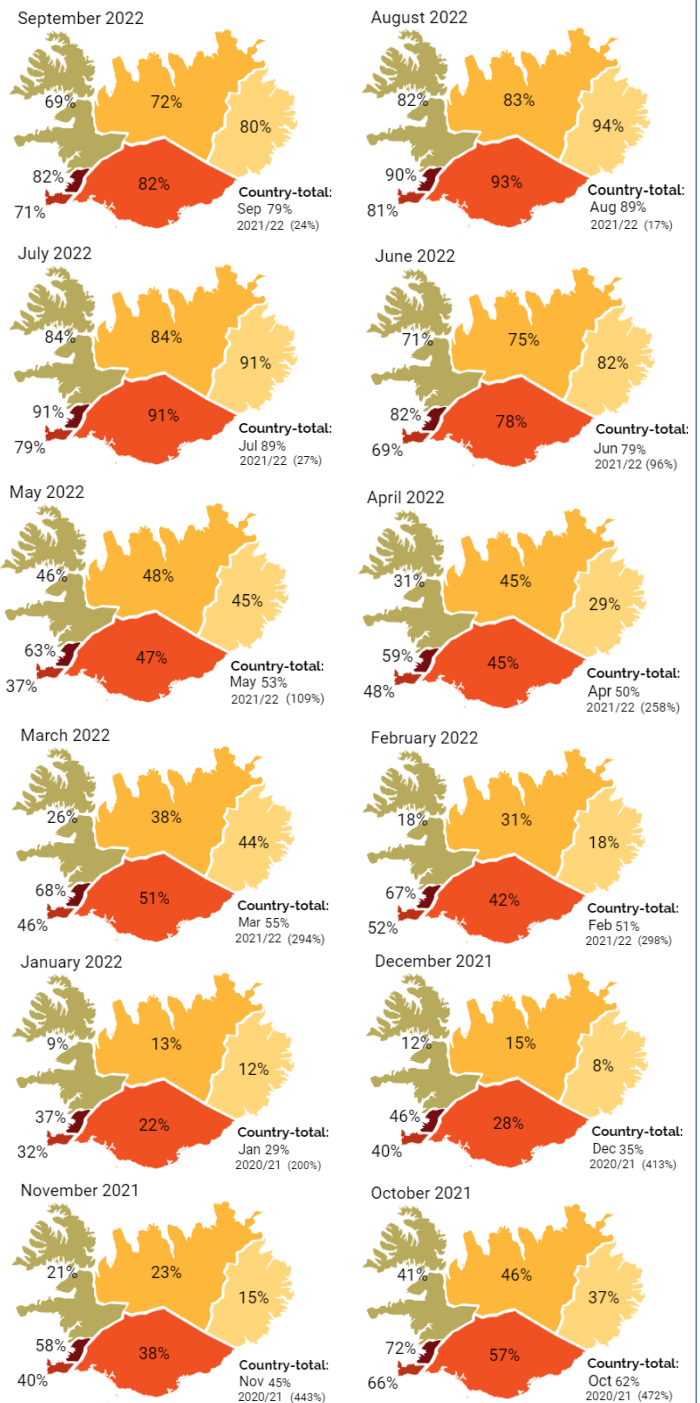 September 2022
69%
72%
80%
82%
82%
71%
Country-total:
Sep 79%
2021/22 (24%)
August 2022
82%
83%
94%
90%
93%
81%
Country-total:
Aug 89%
2021/22 (17%)
July 2022
84%
84%
91%
91%
91%
79%
Country-total:
Jul 89%
2021/22 (27%)
June 2022
71%
75%
82%
82%
78%
69%
Country-total:
Jun 79%
2021/22 (96%)
May 2022
46%
48%
45%
63%
47%
37%
Country-total:
May 53%
2021/22 (109%)
April 2022
31%
45%
29%
59%
45%
48%
Country-total:
Apr 50%
2021/22 (258%)
March 2022
26%
38%
44%
68%
51%
46%
Country-total:
Mar 55%
2021/22 (294%)
February 2022
18%
31%
18%
67%
42%
52%
Country-total:
Feb 51%
2021/22 (298%)
January 2022
9%
13%
12%
37%
22%
32%
Country-total:
Jan 29%
2020/21 (200%)
December 2021
12%
15%
8%
46%
28%
40%
Country-total:
Dec 35%
2020/21 (413%)
November 2021
21%
23%
15%
58%
38%
40%
Country-total:
Nov 45%
2020/21 (443%)
October 2021
41%
46%
37%
72%
57%
66%
Country-total:
Oct 62%
2020/21 (472%)